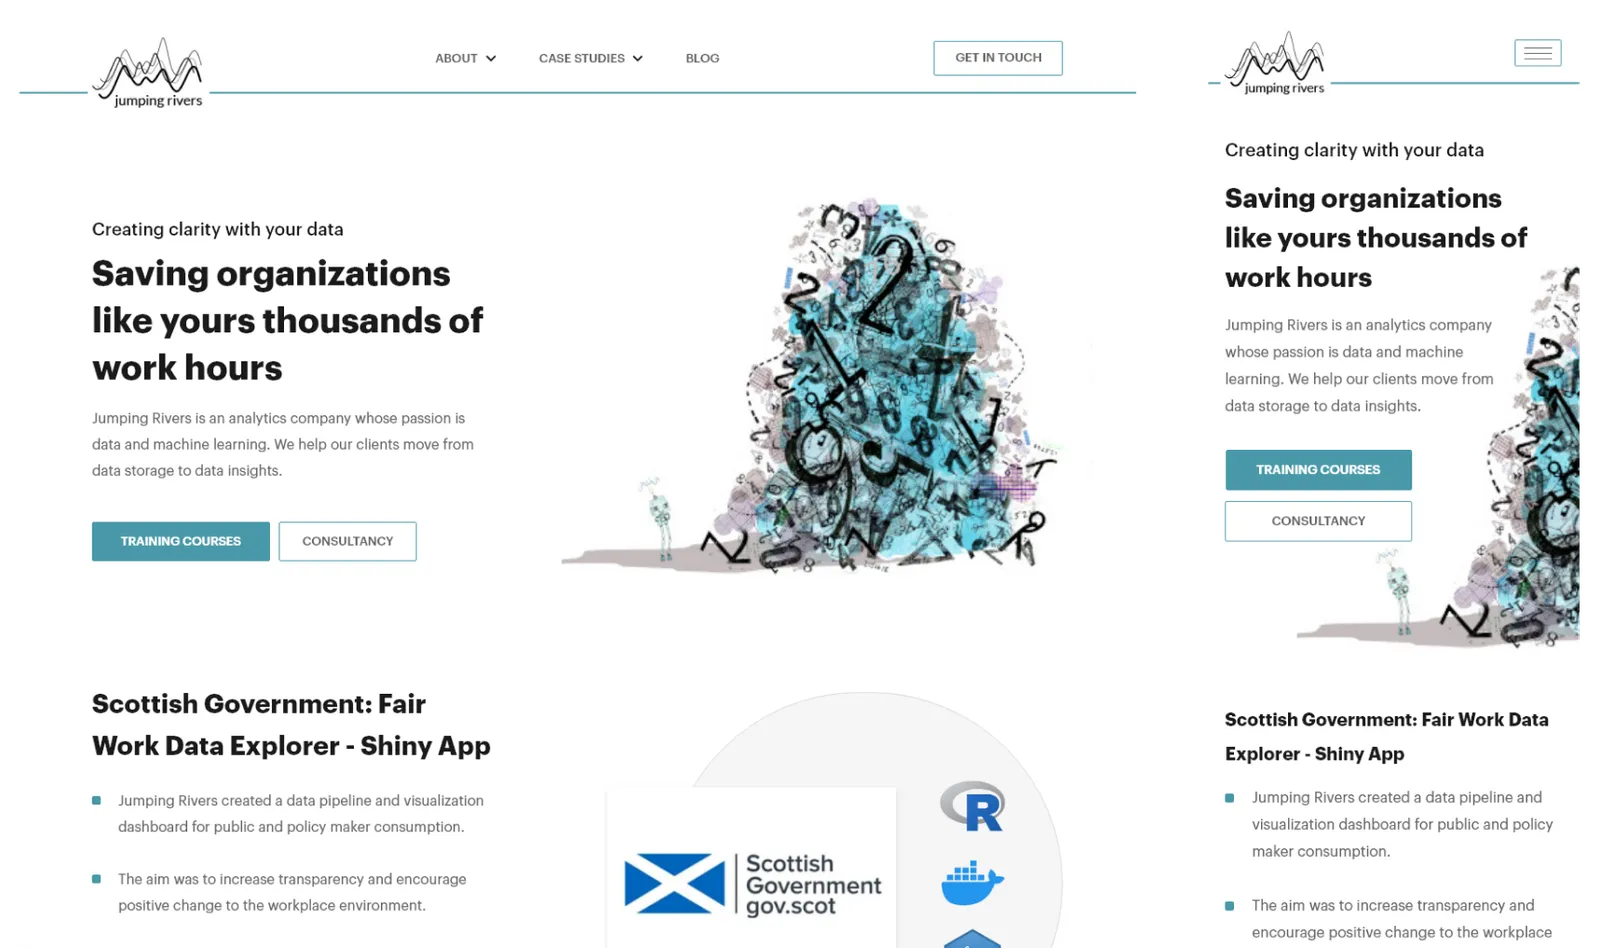 jumping rivers
ABOUT
CASE STUDIES
BLOG
GET IN TOUCH
Creating clarity with your data
Saving organizations
like yours thousands of
work hours
Jumping Rivers is an analytics company whose passion is
data and machine learning. We help our clients move from
data storage to data insights.
TRAINING COURSES
CONSULTANCY
Scottish Government: Fair
Work Data Explorer - Shiny App
Jumping Rivers created a data pipeline and visualization
dashboard for public and policy maker consumption.
The aim was to increase transparency and encourage
positive change to the workplace environment.
Scottish
Government
gov.scot
R
jumping rivers
Creating clarity with your data
Saving organizations
like yours thousands of
work hours
Jumping Rivers is an analytics company
whose passion is data and machine
learning. We help our clients move from
data storage to data insights.
TRAINING COURSES
CONSULTANCY
Scottish Government: Fair Work Data
Explorer - Shiny App
Jumping Rivers created a data pipeline and
visualization dashboard for public and policy
maker consumption.
The aim was to increase transparency and
encourage positive change to the workplace